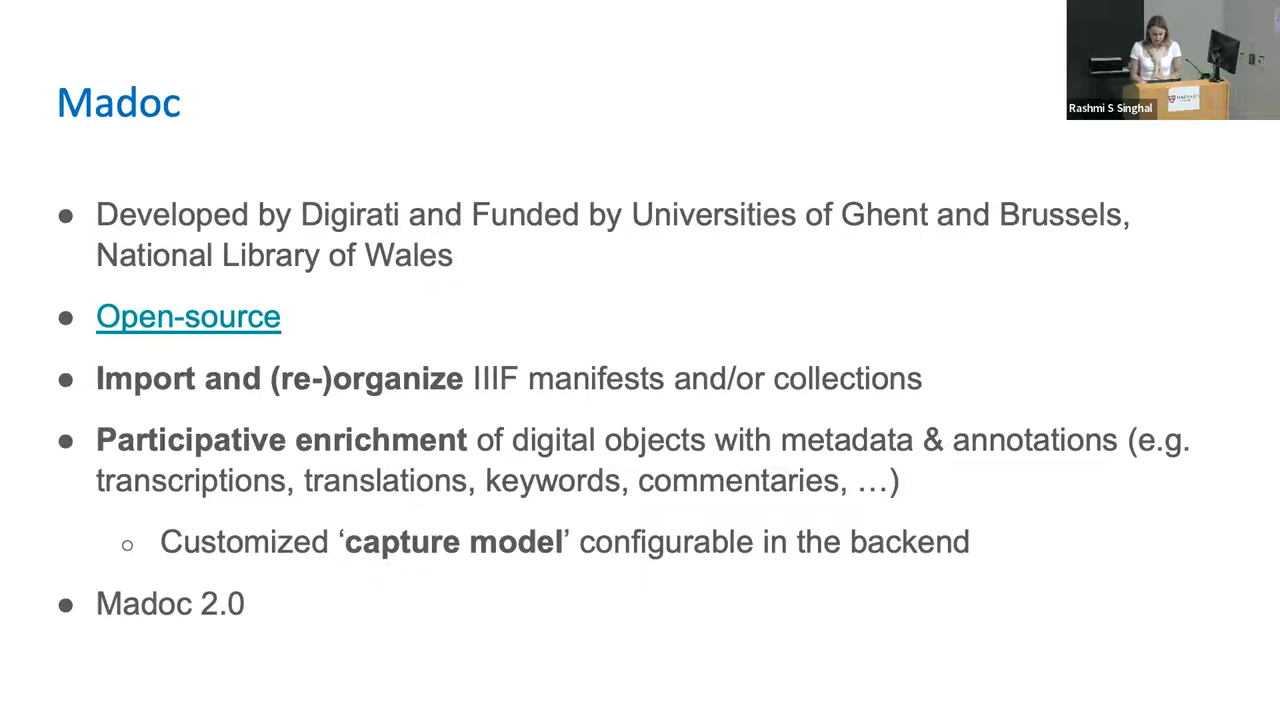 Madoc
● Developed by Digirati and Funded by Universities of Ghent and Brussels,
National Library of Wales
● Open-source
● Import and (re-)organize IIIF manifests and/or collections
● Participative enrichment of digital objects with metadata & annotations (e.g.
transcriptions, translations, keywords, commentaries, …)
○ Customized ‘capture model’ configurable in the backend
● Madoc 2.0
Rashmi S Singhal
HARVARD